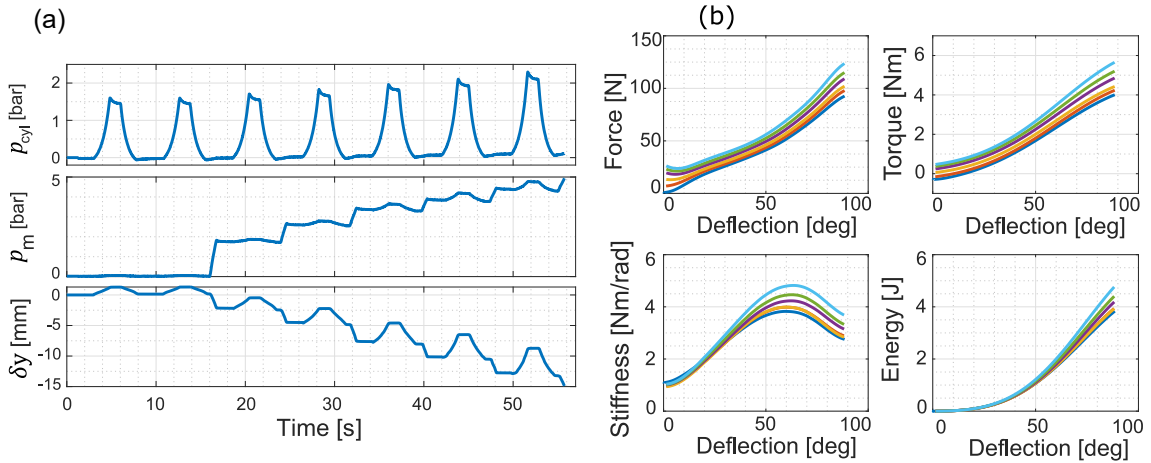 (a)
2
1
0
p_cyl [bar]
5
0
p_m [bar]
0
-5
-10
-15
δy [mm]
0 10 20 30 40 50
Time [s]
(b)
150
100
50
0
Force [N]
0 50 100
Deflection [deg]
6
4
2
0
Torque [Nm]
0 50 100
Deflection [deg]
6
4
2
0
Stiffness [Nm/rad]
0 50 100
Deflection [deg]
6
4
2
0
Energy [J]
0 50 100
Deflection [deg]